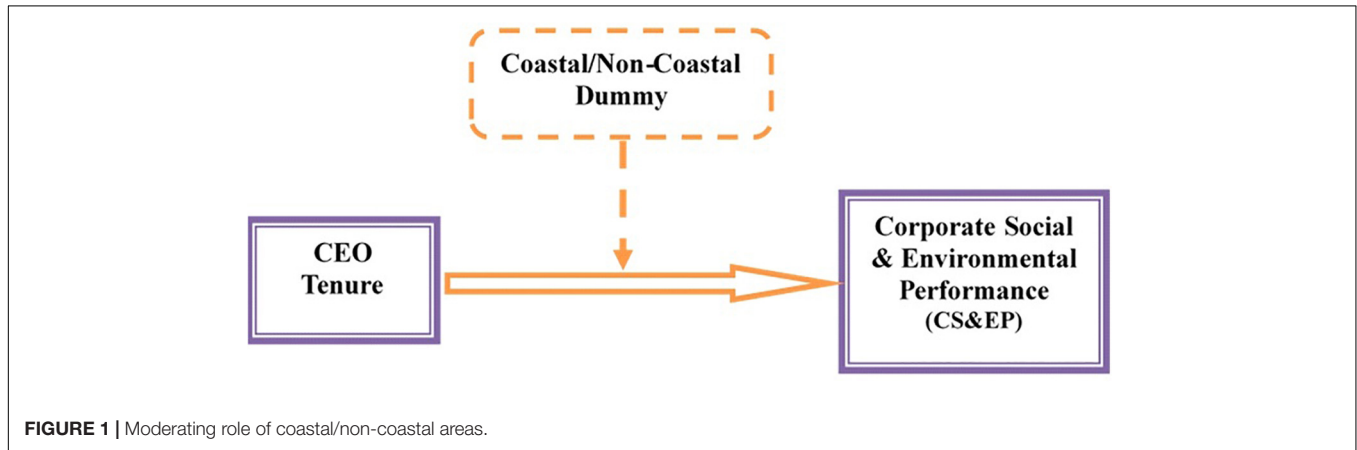 Coastal/Non-Coastal
Dummy
CEO
Tenure
Corporate Social
& Environmental
Performance
(CS&EP)
FIGURE 1 | Moderating role of coastal/non-coastal areas.